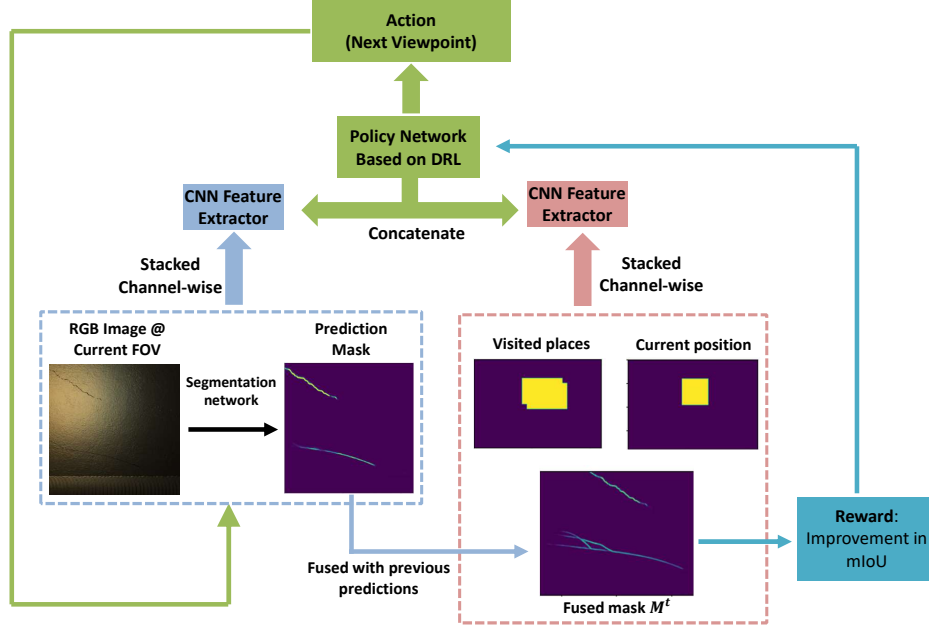 Action
(Next Viewpoint)
Policy Network
Based on DRL
CNN Feature
Extractor
CNN Feature
Extractor
Concatenate
Stacked
Channel-wise
Stacked
Channel-wise
RGB Image @
Current FOV
Prediction
Mask
Segmentation
network
Visited places
Current position
Fused with previous
predictions
Fused mask M^t
Reward:
Improvement in
mIoU